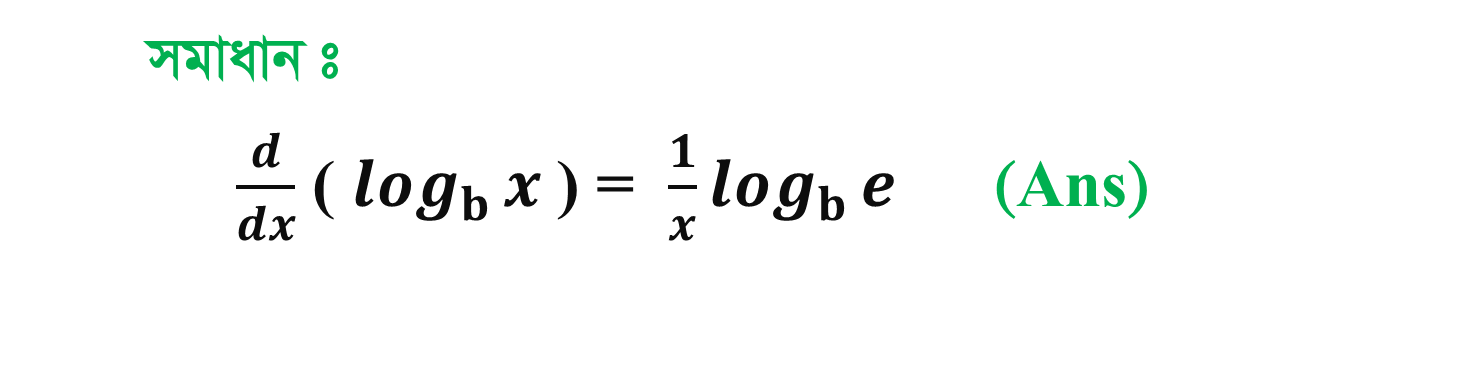 সমাধান ঃ
d/dx ( log_b x ) = 1/x log_b e (Ans)